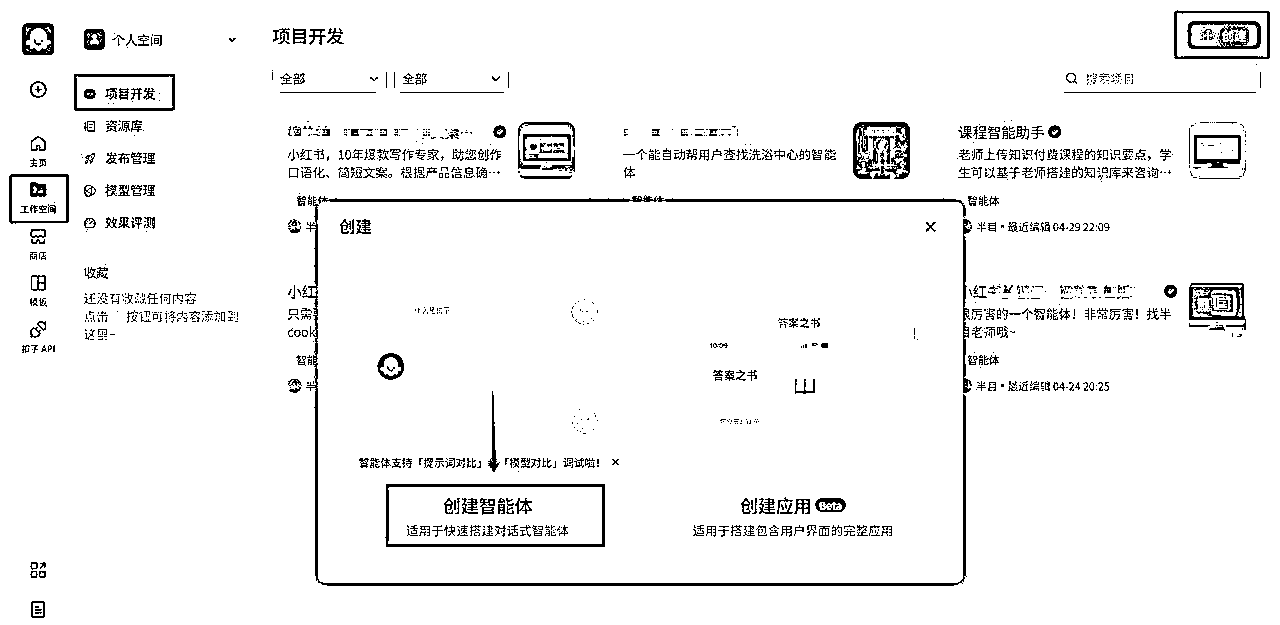 个人空间
项目开发
创建
项目开发
全部
全部
搜索项目
资源库
发布管理
模型管理
效果评测
主页
工作空间
商店
模板
扣子 API
收藏
还没有收藏任何内容
点击 按钮可将内容添加到
这里~
小红书，10年爆款写作专家，助您创作
口语化、简短文案。根据产品信息确…
智能体
一个能自动帮用户查找洗浴中心的智能
体
智能体
课程智能助手
老师上传知识付费课程的知识要点，学
生可以基于老师搭建的知识库来咨询…
智能体
半自 • 最近编辑 04-29 22:09
小红
只需
cook
智能
小红书
很厉害的一个智能体！非常厉害！找半
自老师哦~
智能体
半自 • 最近编辑 04-24 20:25
创建
答案之书
10:09
答案之书
智能体支持「提示词对比」 「模型对比」调试啦！
创建智能体
适用于快速搭建对话式智能体
创建应用 Beta
适用于搭建包含用户界面的完整应用